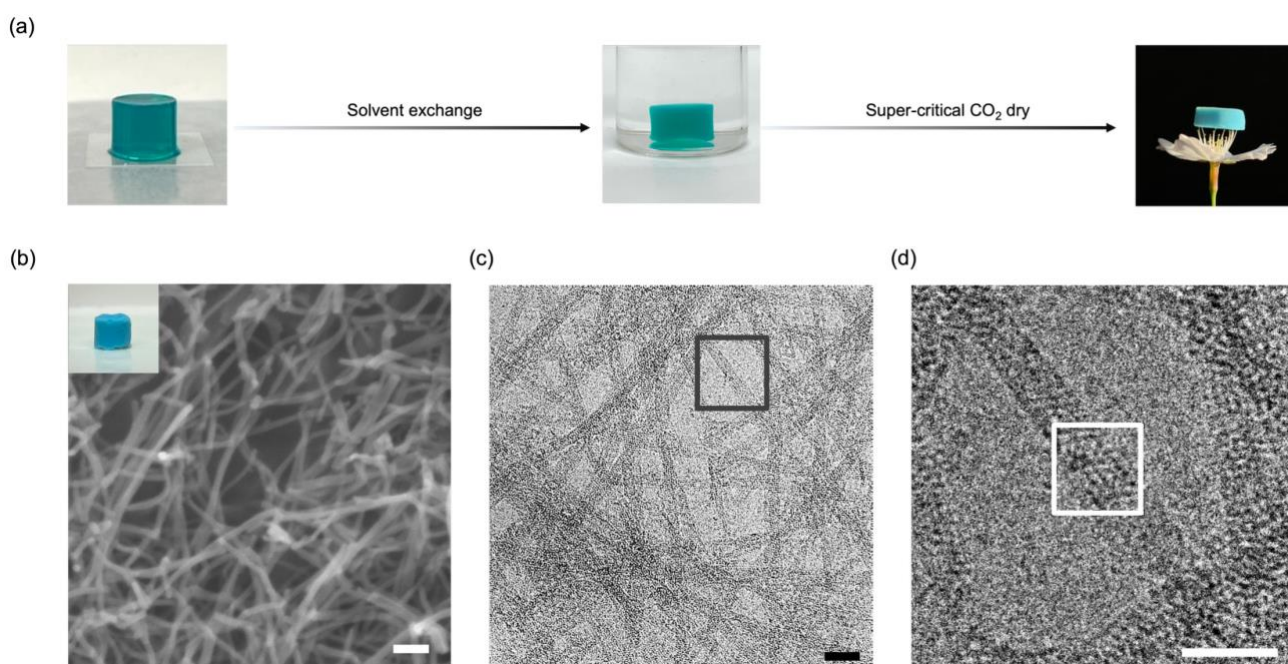 (a)
Solvent exchange
Super-critical CO₂ dry
(b)
(c)
(d)